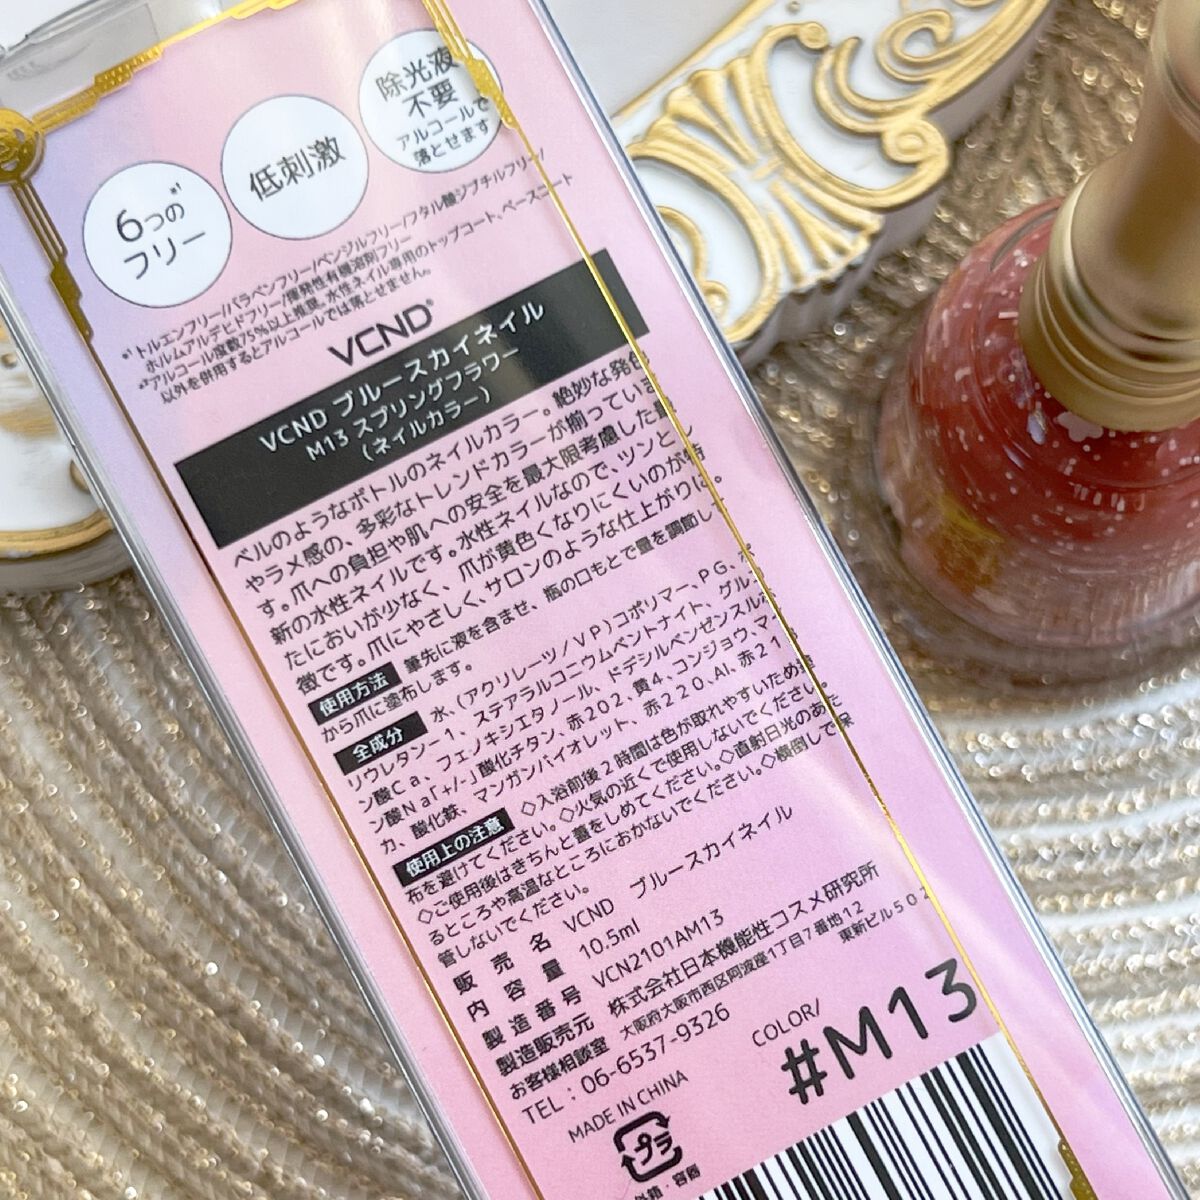 6つの*¹
フリー
低刺激
除光液
不要
アルコールで
落とせます
*¹トルエンフリー/パラベンフリー/ベンジルフリー/フタル酸ジブチルフリー/
ホルムアルデヒドフリー/揮発性有機溶剤フリー
*²アルコール度数75%以上推奨。水性ネイル専用のトップコート、ベースコート
以外を併用するとアルコールでは落とせません。
VCND®
VCND ブルースカイネイル
M13 スプリングフラワー
(ネイルカラー)
ベルのようなボトルのネイルカラー。絶妙な発色
やラメ感の、多彩なトレンドカラーが揃っていま
す。爪への負担や肌への安全を最大限考慮した最
新の水性ネイルです。水性ネイルなので、ツンとし
たにおいが少なく、爪が黄色くなりにくいのが特
徴です。爪にやさしく、サロンのような仕上がりに。
使用方法 筆先に液を含ませ、瓶の口もとで量を調節して
から爪に塗布します。
全成分 水、(アクリレーツ/VP)コポリマー、PG、ポ
リウレタン-1、ステアラルコニウムベントナイト、グルコ
ン酸Ca、フェノキシエタノール、ドデシルベンゼンスルホ
ン酸Na「+/-」酸化チタン、赤202、黄4、コンジョウ、マイ
カ、酸化鉄、マンガンバイオレット、赤220、Al、赤218
使用上の注意 ◇入浴前後2時間は色が取れやすいため塗
布を避けてください。◇火気の近くで使用しないでください。
◇ご使用後はきちんと蓋をしめてください。◇直射日光のあた
るところや高温なところにおかないでください。◇横倒しで保
管しないでください。
販売名 VCND ブルースカイネイル
内容量 10.5ml
製造番号 VCN2101AM13
製造販売元 株式会社日本機能性コスメ研究所
大阪府大阪市西区阿波座1丁目7番地12
東新ビル502
お客様相談室
TEL:06-6537-9326
MADE IN CHINA
COLOR/
#M13
プラ
外箱・容器